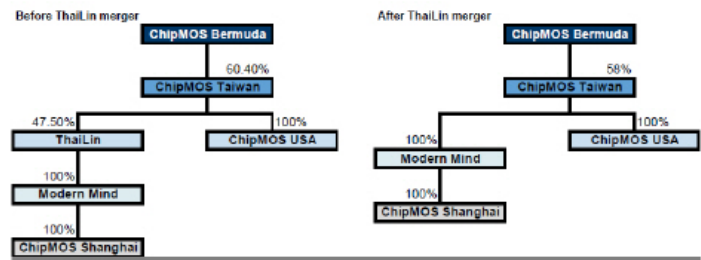 Before ThaiLin merger
ChipMOS Bermuda
60.40%
ChipMOS Taiwan
47.50%
100%
ThaiLin
ChipMOS USA
100%
Modern Mind
100%
ChipMOS Shanghai
After ThaiLin merger
ChipMOS Bermuda
58%
ChipMOS Taiwan
100%
100%
ChipMOS USA
Modern Mind
100%
ChipMOS Shanghai